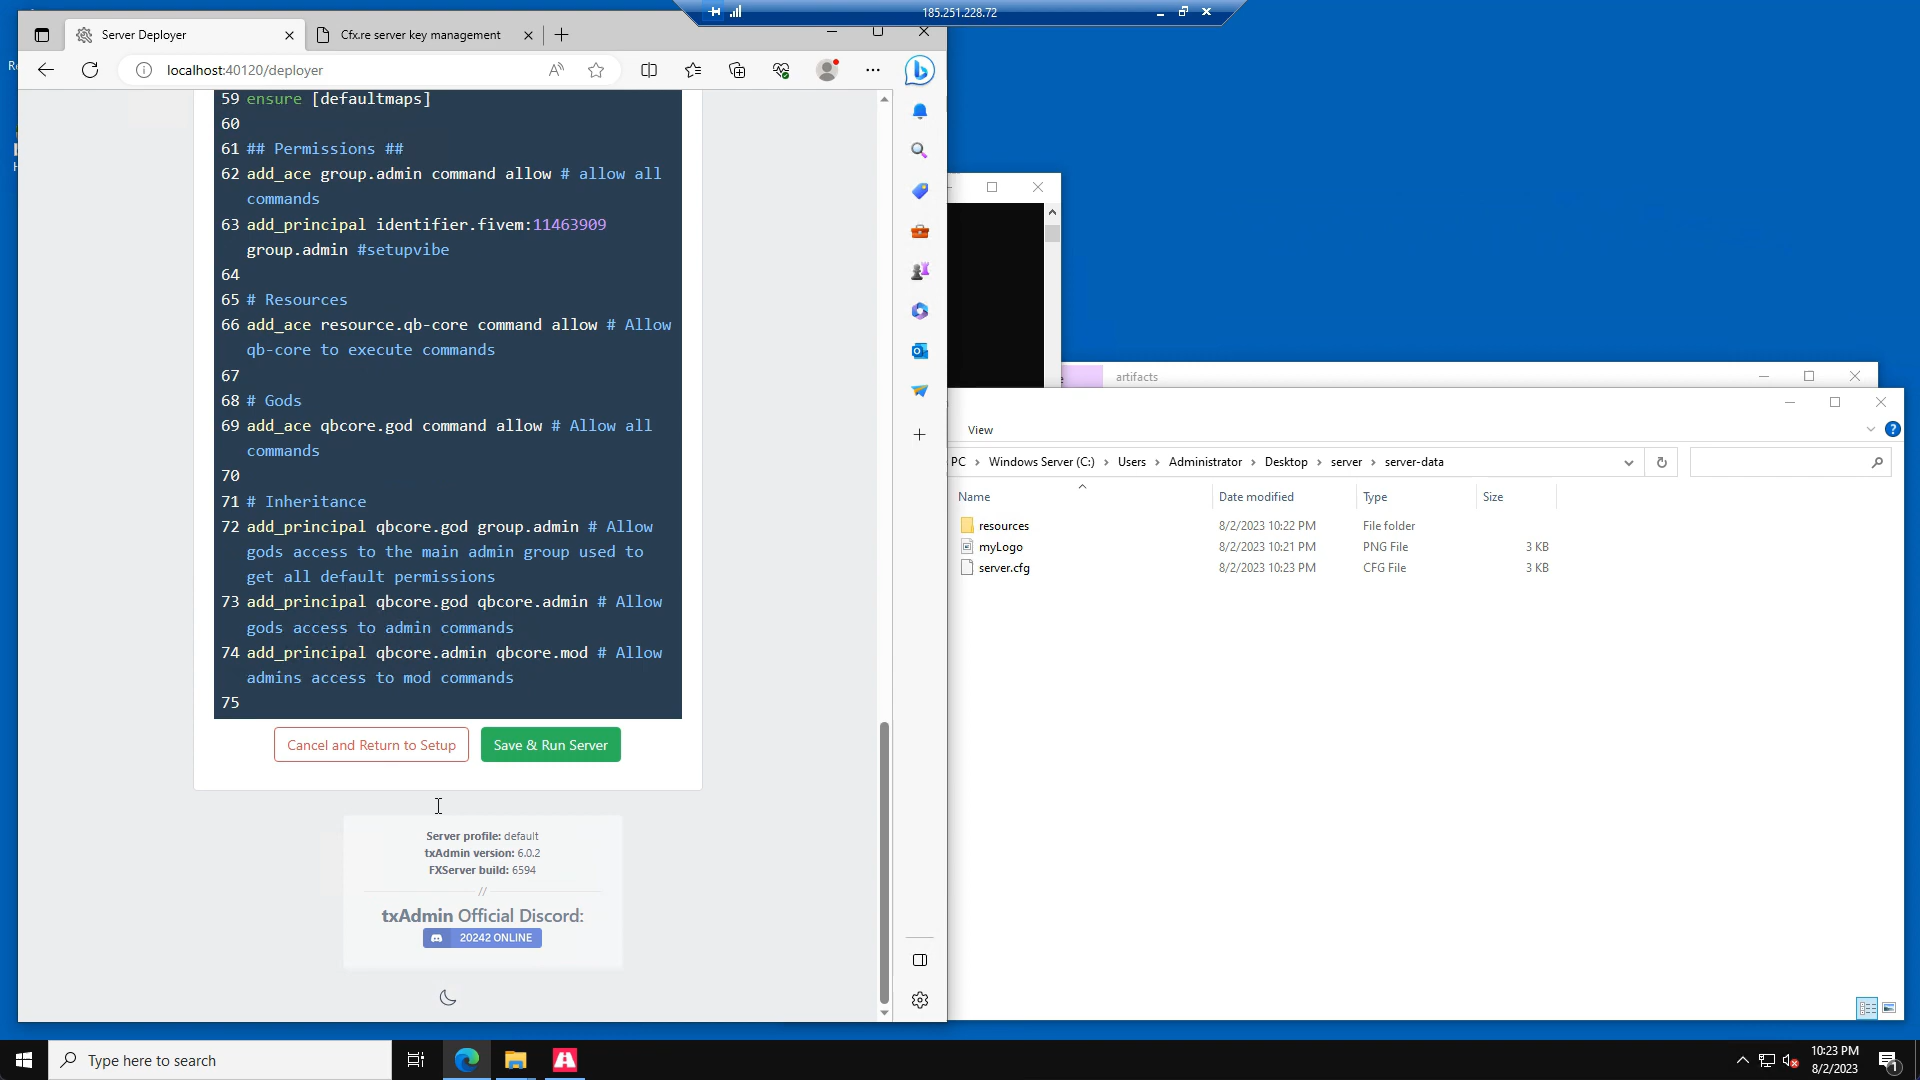 185.251.228.72
Server Deployer
Cfx.re server key management
localhost:40120/deployer
59 ensure [defaultmaps]
60
61 ## Permissions ##
62 add_ace group.admin command allow # allow all
commands
63 add_principal identifier.fivem:11463909
group.admin #setupvibe
64
65 # Resources
66 add_ace resource.qb-core command allow # Allow
qb-core to execute commands
67
68 # Gods
69 add_ace qbcore.god command allow # Allow all
commands
70
71 # Inheritance
72 add_principal qbcore.god group.admin # Allow
gods access to the main admin group used to
get all default permissions
73 add_principal qbcore.god qbcore.admin # Allow
gods access to admin commands
74 add_principal qbcore.admin qbcore.mod # Allow
admins access to mod commands
75
Cancel and Return to Setup
Save & Run Server
Server profile: default
txAdmin version: 6.0.2
FXServer build: 6594
//
txAdmin Official Discord:
20242 ONLINE
artifacts
View
PC > Windows Server (C:) > Users > Administrator > Desktop > server > server-data
Name Date modified Type Size
resources 8/2/2023 10:22 PM File folder
myLogo 8/2/2023 10:21 PM PNG File 3 KB
server.cfg 8/2/2023 10:23 PM CFG File 3 KB
Type here to search
10:23 PM
8/2/2023
1